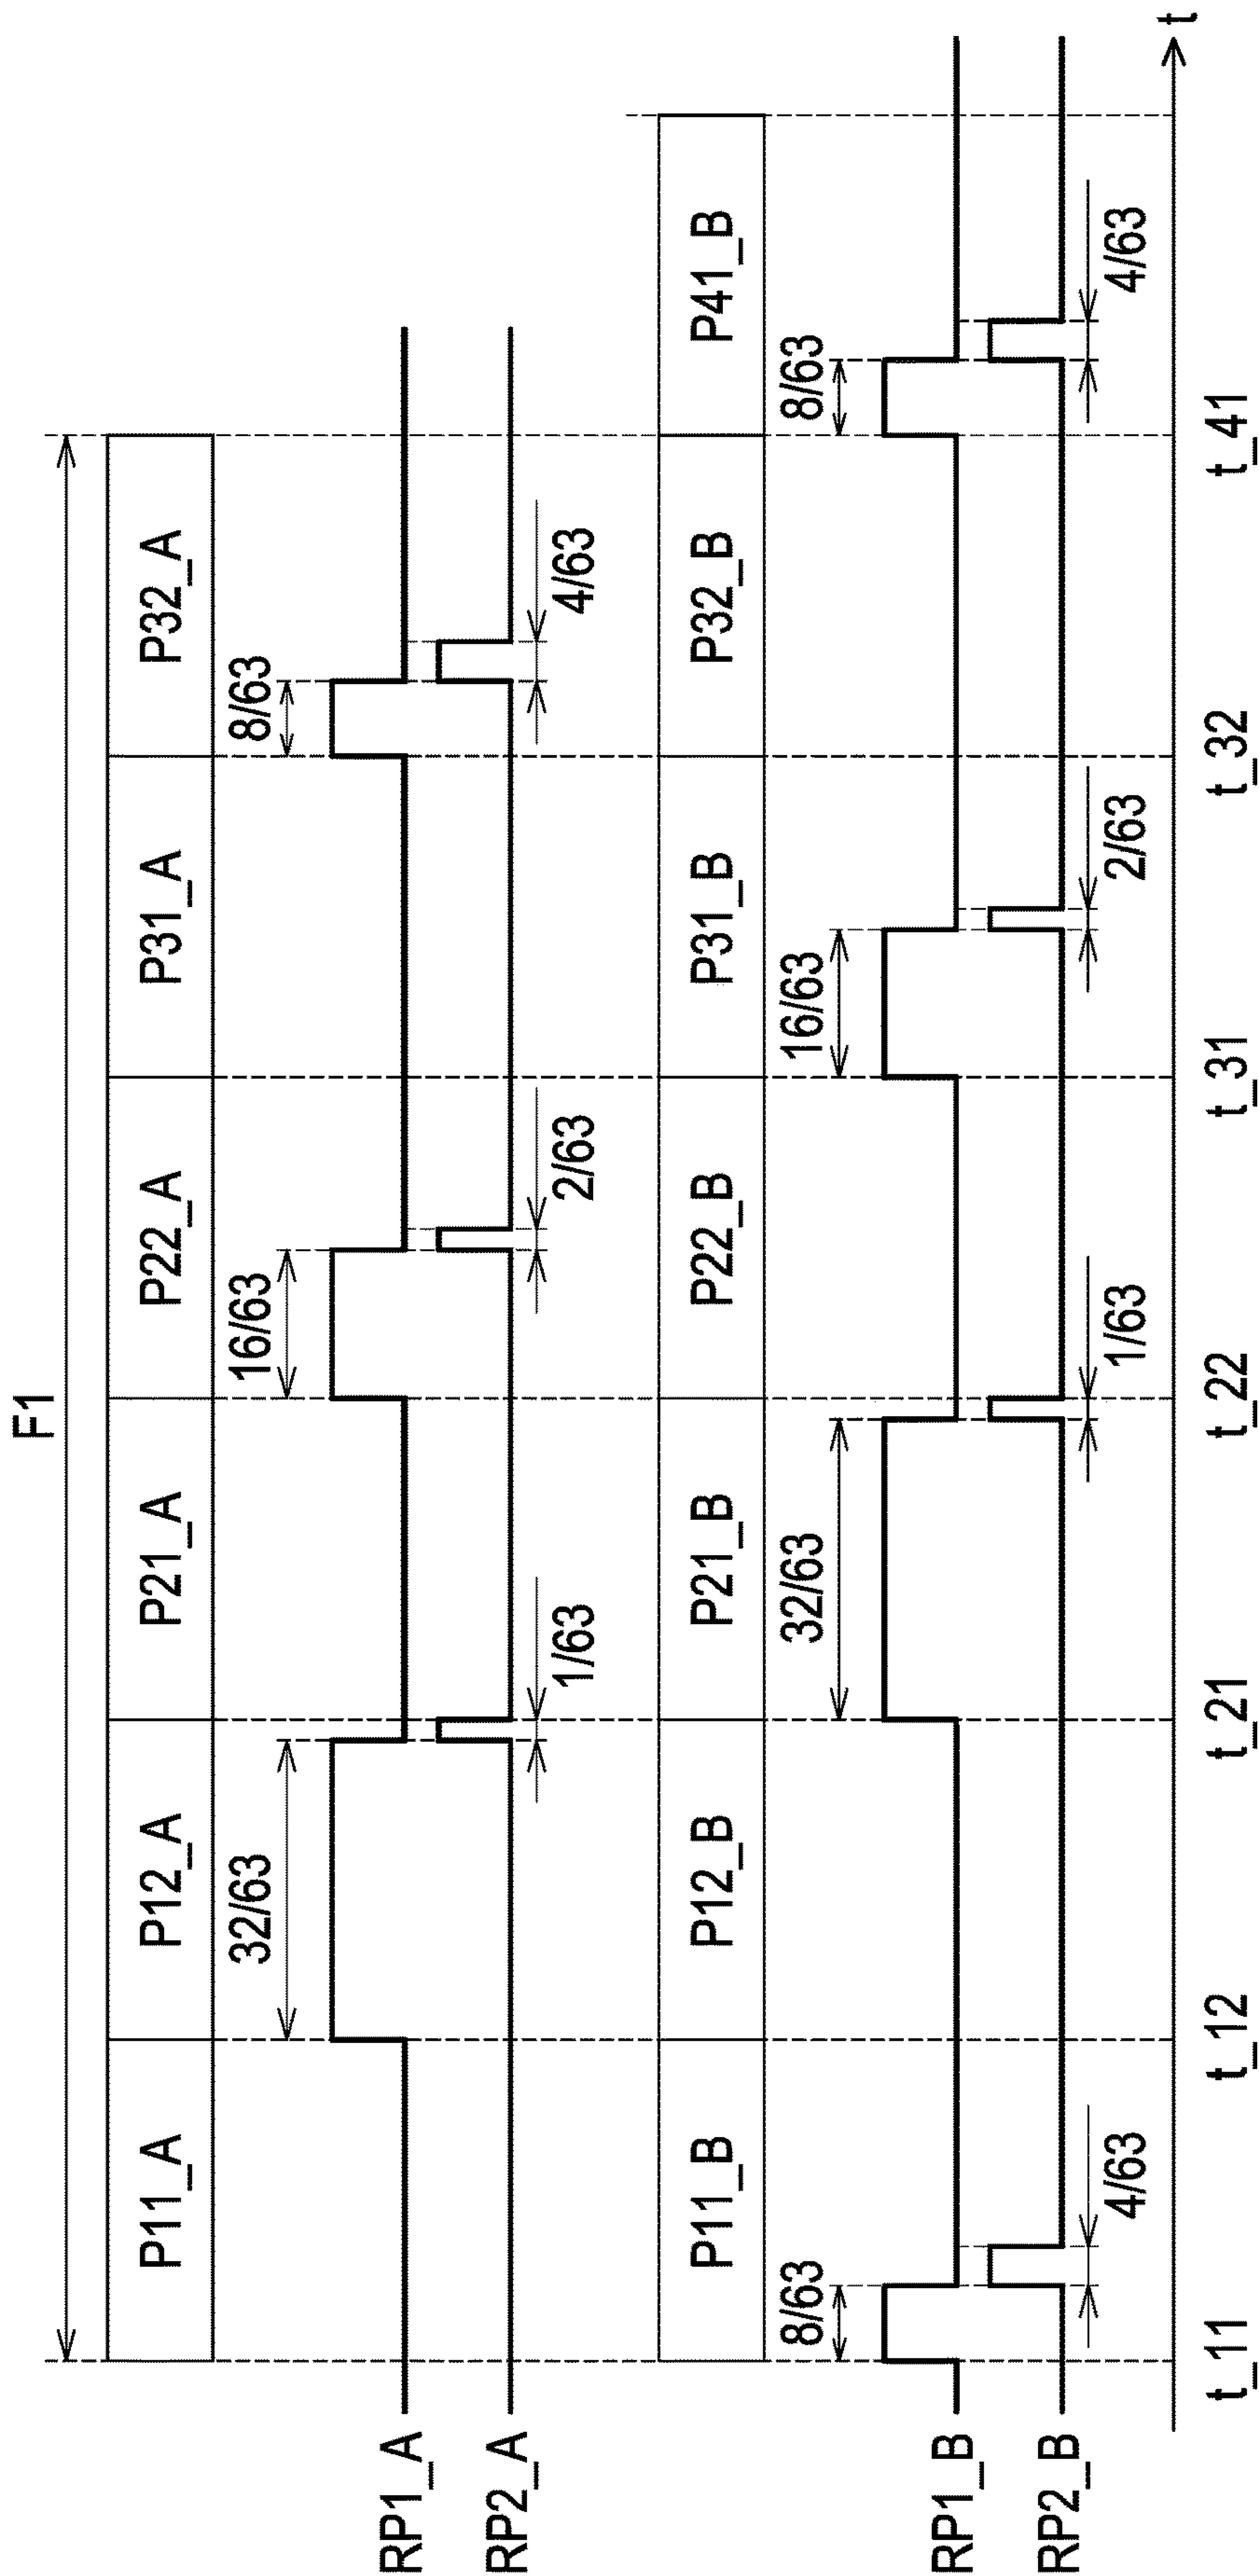 F1
P11_A P12_A P21_A P22_A P31_A P32_A
32/63 16/63 8/63
RP1_A
RP2_A
1/63 2/63 4/63
P11_B P12_B P21_B P22_B P31_B P32_B P41_B
8/63 32/63 16/63 8/63
RP1_B
RP2_B
4/63 1/63 2/63 4/63
t
t_11 t_12 t_21 t_22 t_31 t_32 t_41